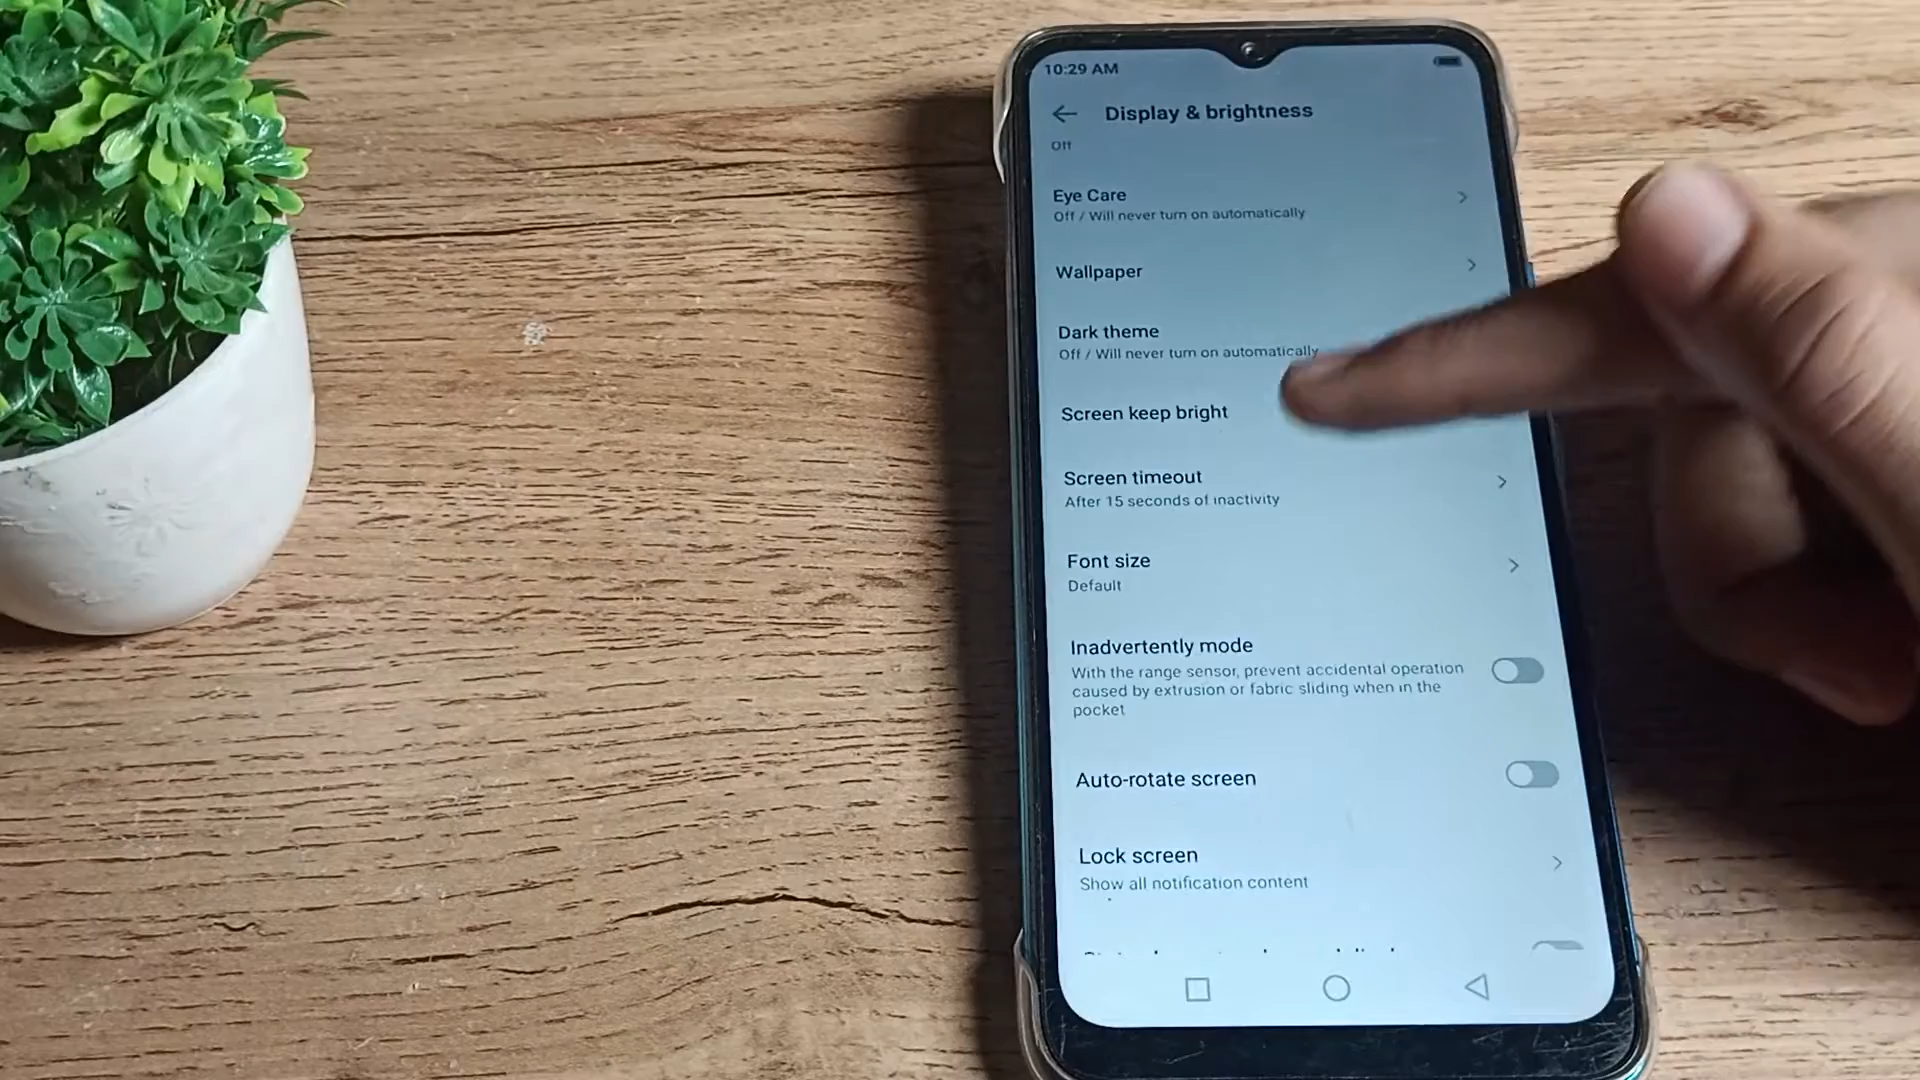 10:29 AM
Display & brightness
Off
Eye Care
Off / Will never turn on automatically
Wallpaper
Dark theme
Off / Will never turn on automatically
Screen keep bright
Screen timeout
After 15 seconds of inactivity
Font size
Default
Inadvertently mode
With the range sensor, prevent accidental operation
caused by extrusion or fabric sliding when in the
pocket
Auto-rotate screen
Lock screen
Show all notification content